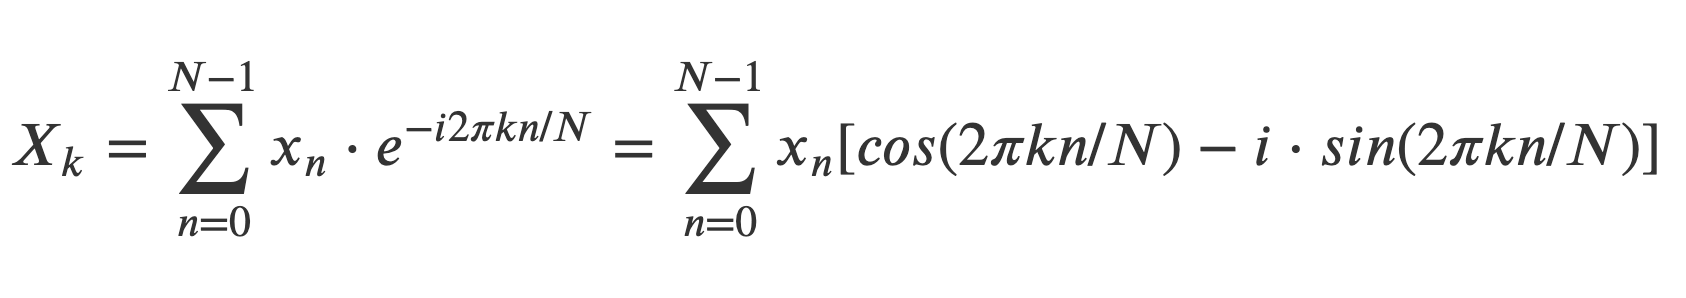 X_k = \sum_{n=0}^{N-1} x_n \cdot e^{-i2\pi kn/N} = \sum_{n=0}^{N-1} x_n[cos(2\pi kn/N) - i \cdot sin(2\pi kn/N)]